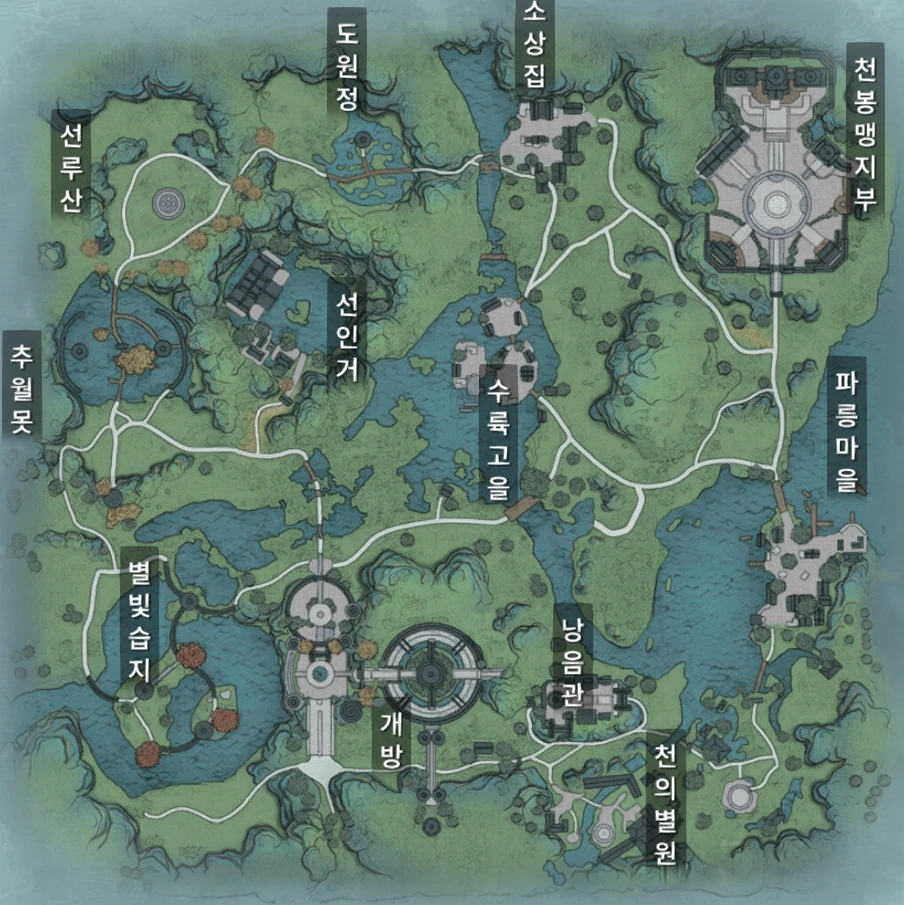 소상집
도원정
천봉맹지부
선루산
선인거
추월못
파릉마을
수륙고을
별빛습지
낭음관
개방
천의별원